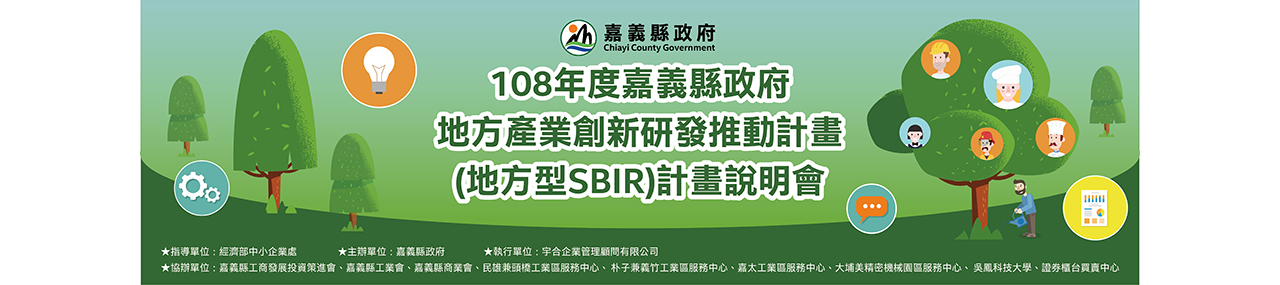 嘉義縣政府
Chiayi County Government
108年度嘉義縣政府
地方產業創新研發推動計畫
(地方型SBIR)計畫說明會
★指導單位：經濟部中小企業處 ★主辦單位：嘉義縣政府 ★執行單位：宇合企業管理顧問有限公司
★協辦單位：嘉義縣工商發展投資策進會、嘉義縣工業會、嘉義縣商業會、民雄兼頭橋工業區服務中心、朴子兼義竹工業區服務中心、嘉太工業區服務中心、大埔美精密機械園區服務中心、吳鳳科技大學、證券櫃台買賣中心